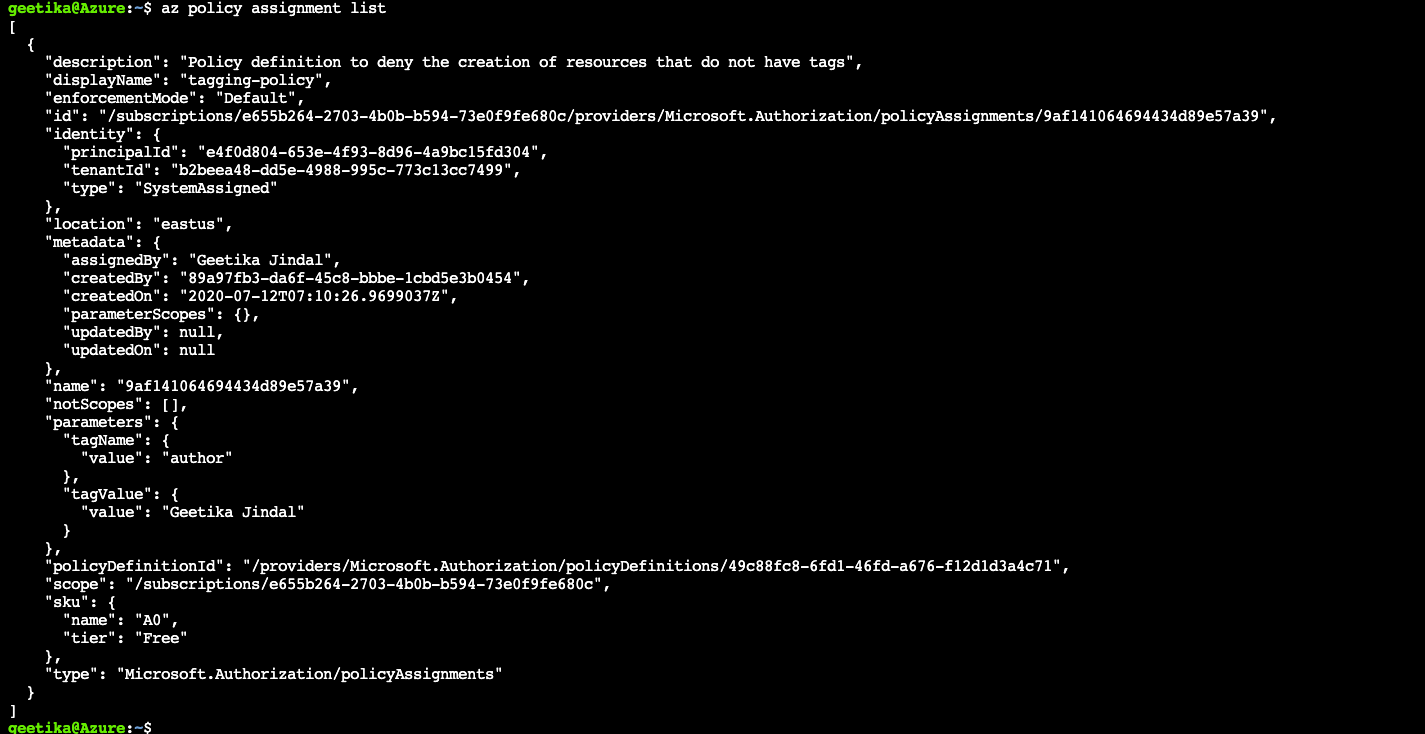 geetika@Azure:~$ az policy assignment list
[
  {
    "description": "Policy definition to deny the creation of resources that do not have tags",
    "displayName": "tagging-policy",
    "enforcementMode": "Default",
    "id": "/subscriptions/e655b264-2703-4b0b-b594-73e0f9fe680c/providers/Microsoft.Authorization/policyAssignments/9af141064694434d89e57a39",
    "identity": {
      "principalId": "e4f0d804-653e-4f93-8d96-4a9bc15fd304",
      "tenantId": "b2beea48-dd5e-4988-995c-773c13cc7499",
      "type": "SystemAssigned"
    },
    "location": "eastus",
    "metadata": {
      "assignedBy": "Geetika Jindal",
      "createdBy": "89a97fb3-da6f-45c8-bbbe-1cbd5e3b0454",
      "createdOn": "2020-07-12T07:10:26.9699037Z",
      "parameterScopes": {},
      "updatedBy": null,
      "updatedOn": null
    },
    "name": "9af141064694434d89e57a39",
    "notScopes": [],
    "parameters": {
      "tagName": {
        "value": "author"
      },
      "tagValue": {
        "value": "Geetika Jindal"
      }
    },
    "policyDefinitionId": "/providers/Microsoft.Authorization/policyDefinitions/49c88fc8-6fd1-46fd-a676-f12d1d3a4c71",
    "scope": "/subscriptions/e655b264-2703-4b0b-b594-73e0f9fe680c",
    "sku": {
      "name": "A0",
      "tier": "Free"
    },
    "type": "Microsoft.Authorization/policyAssignments"
  }
]
geetika@Azure:~$